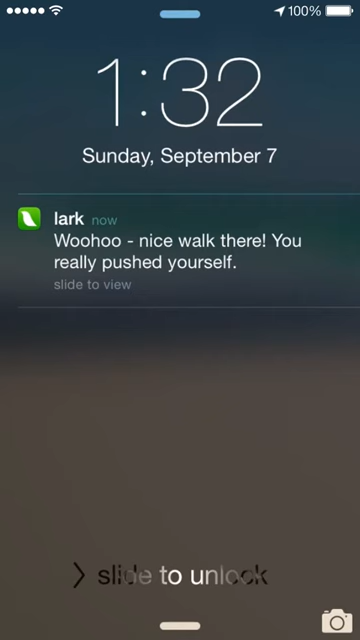 100%
1:32
Sunday, September 7
lark now
Woohoo - nice walk there! You
really pushed yourself.
slide to view
slide to unlock